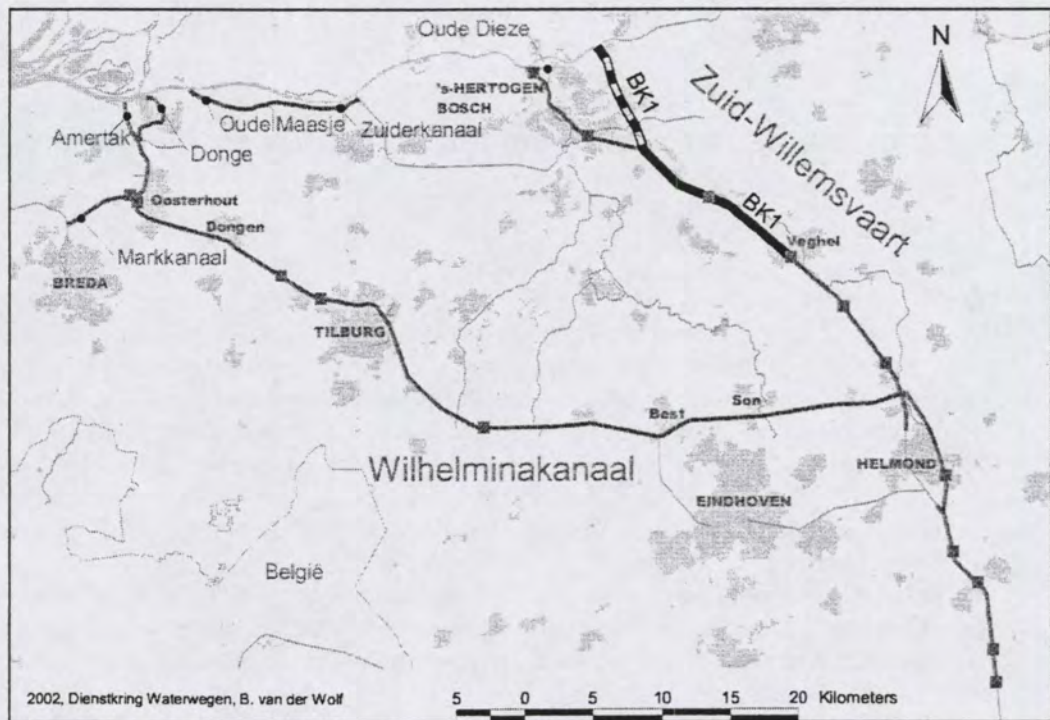 Oude Dieze
N
's-HERTOGEN
BOSCH
BK1
Zuid-Willemsvaart
Amertak
Oude Maasje
Zuiderkanaal
Donge
Oosterhout
Dongen
BK1
Veghel
Markkanaal
BREDA
TILBURG
Best
Son
Wilhelminakanaal
HELMOND
EINDHOVEN
België
2002, Dienstkring Waterwegen, B. van der Wolf
5 0 5 10 15 20 Kilometers